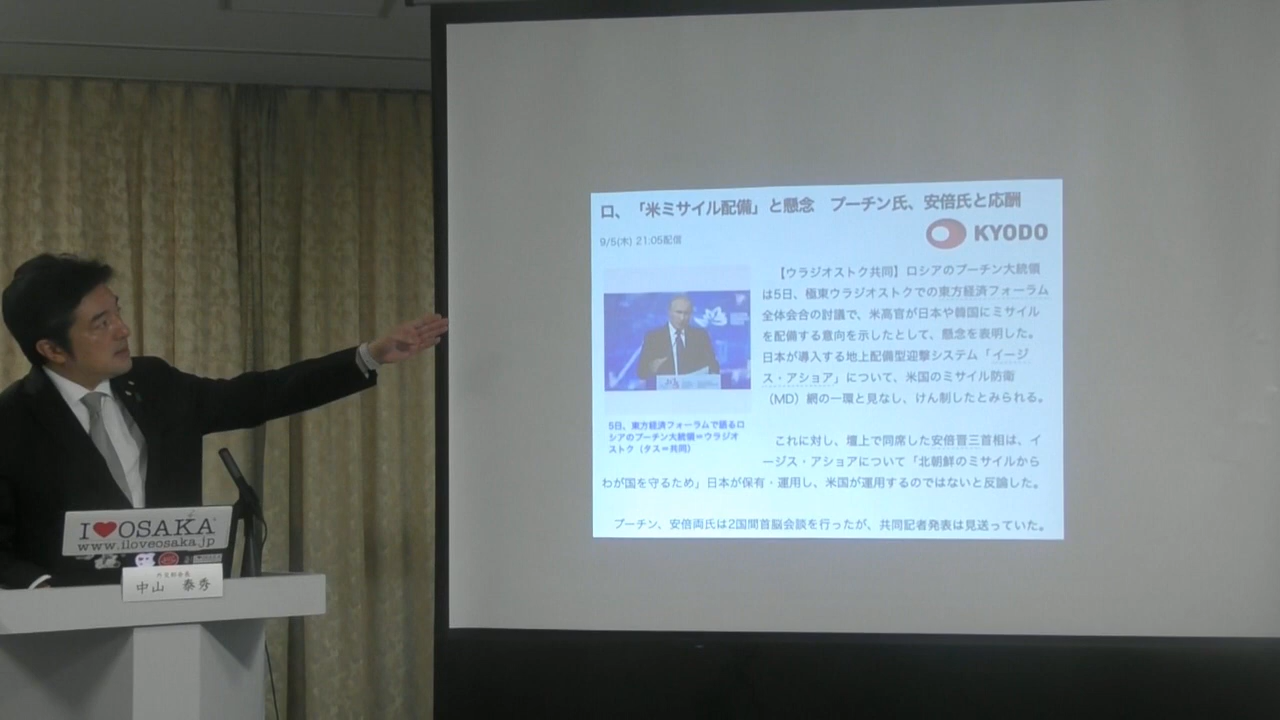 ロ、「米ミサイル配備」と懸念　プーチン氏、安倍氏と応酬
9/5(木) 21:05配信
KYODO
【ウラジオストク共同】ロシアのプーチン大統領
は5日、極東ウラジオストクでの東方経済フォーラム
全体会合の討議で、米高官が日本や韓国にミサイル
を配備する意向を示したとして、懸念を表明した。
日本が導入する地上配備型迎撃システム「イージ
ス・アショア」について、米国のミサイル防衛
（MD）網の一環と見なし、けん制したとみられる。
5日、東方経済フォーラムで語るロ
シアのプーチン大統領＝ウラジオ
ストク（タス＝共同）
これに対し、壇上で同席した安倍晋三首相は、イ
ージス・アショアについて「北朝鮮のミサイルから
わが国を守るため」日本が保有・運用し、米国が運用するのではないと反論した。
プーチン、安倍両氏は2国間首脳会談を行ったが、共同記者発表は見送っていた。
I♥OSAKA
www.iloveosaka.jp
外交部会長
中山　泰秀